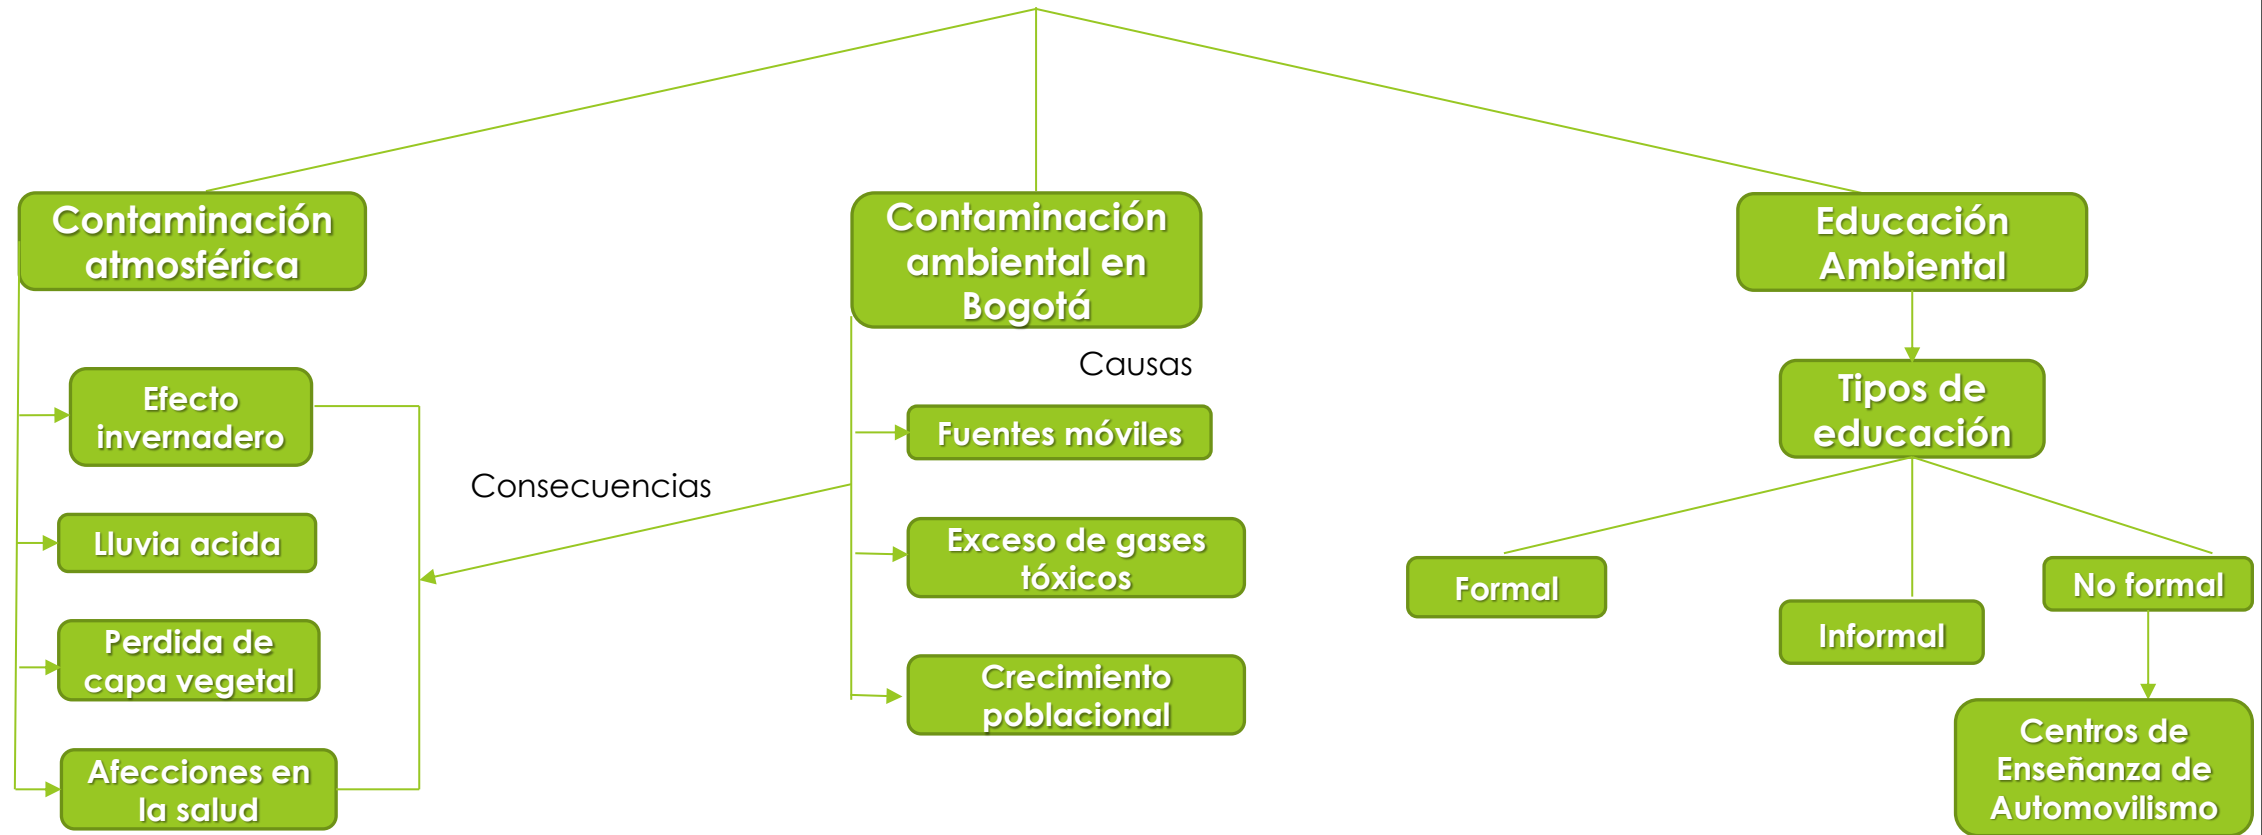 Contaminación
atmosférica
Efecto
invernadero
Lluvia acida
Perdida de
capa vegetal
Afecciones en
la salud
Consecuencias
Contaminación
ambiental en
Bogotá
Causas
Fuentes móviles
Exceso de gases
tóxicos
Crecimiento
poblacional
Educación
Ambiental
Tipos de
educación
Formal
Informal
No formal
Centros de
Enseñanza de
Automovilismo